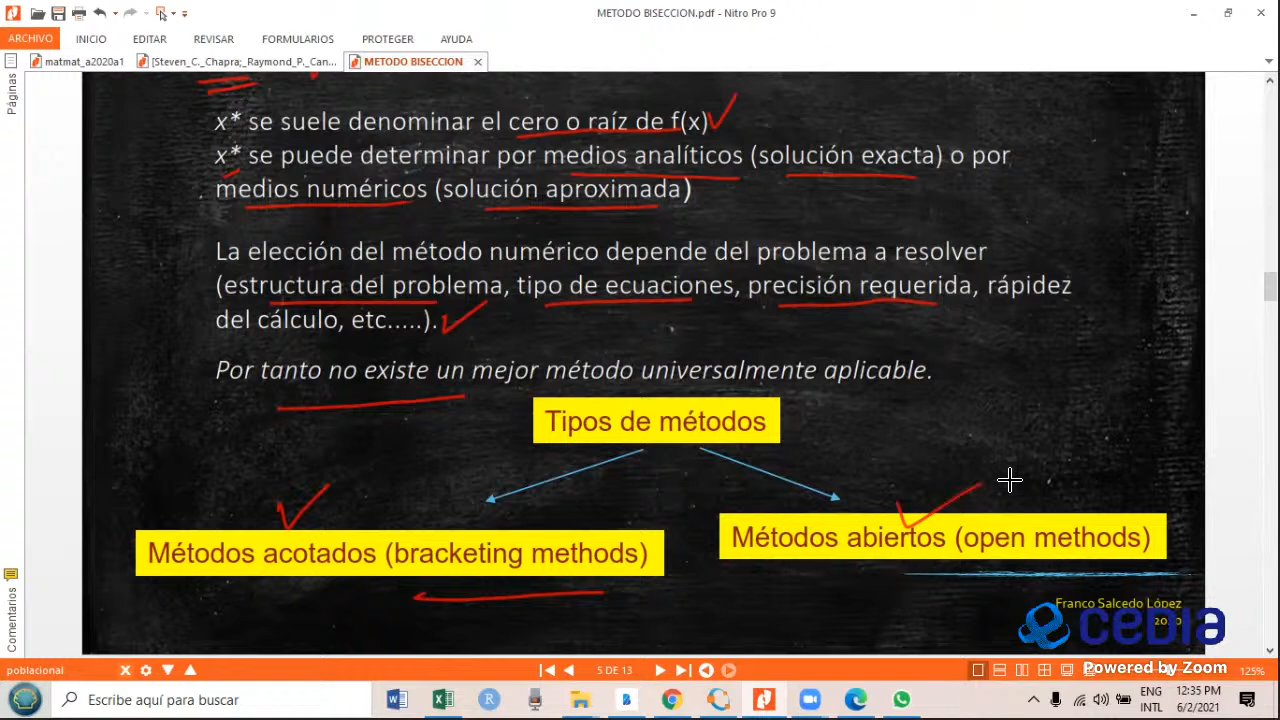 METODO BISECCION.pdf - Nitro Pro 9
ARCHIVO INICIO EDITAR REVISAR FORMULARIOS PROTEGER AYUDA
matmat_a2020a1 [Steven_C._Chapra;_Raymond_P._Can... METODO BISECCION
Páginas
x* se suele denominar el cero o raíz de f(x)
x* se puede determinar por medios analíticos (solución exacta) o por
medios numéricos (solución aproximada)
La elección del método numérico depende del problema a resolver
(estructura del problema, tipo de ecuaciones, precisión requerida, rápidez
del cálculo, etc.....).
Por tanto no existe un mejor método universalmente aplicable.
Tipos de métodos
Métodos acotados (bracketing methods)
Métodos abiertos (open methods)
Comentarios
Franco Salcedo López
2020
cedia
Powered by Zoom
poblacional
5 DE 13
125%
Escribe aquí para buscar
ENG
INTL
12:35 PM
6/2/2021